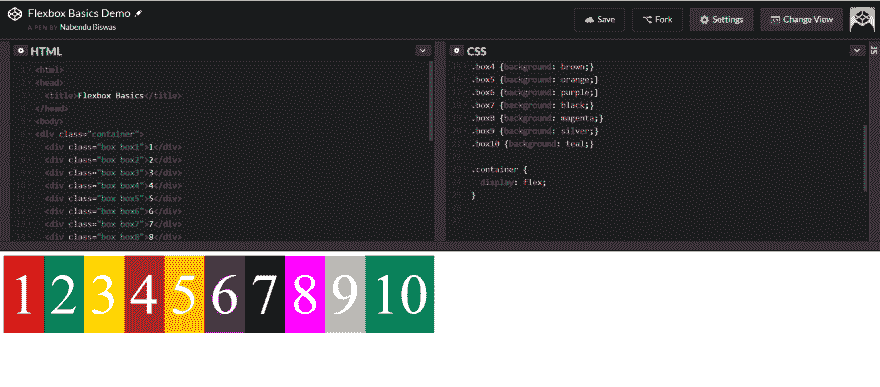 Flexbox Basics Demo
A PEN BY Nabendu Biswas
Save
Fork
Settings
Change View
HTML
<html>
<head>
<title>Flexbox Basics</title>
</head>
<body>
<div class="container">
<div class="box box1">1</div>
<div class="box box2">2</div>
<div class="box box3">3</div>
<div class="box box4">4</div>
<div class="box box5">5</div>
<div class="box box6">6</div>
<div class="box box7">7</div>
<div class="box box8">8
CSS
JS
.box4 {background: brown;}
.box5 {background: orange;}
.box6 {background: purple;}
.box7 {background: black;}
.box8 {background: magenta;}
.box9 {background: silver;}
.box10 {background: teal;}
.container {
display: flex;
}
1 2 3 4 5 6 7 8 9 10